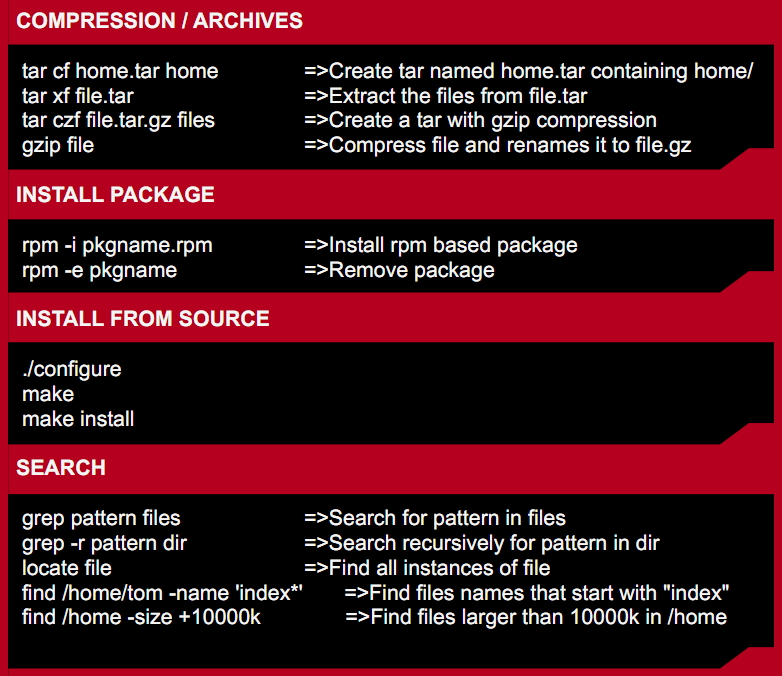 COMPRESSION / ARCHIVES
tar cf home.tar home =>Create tar named home.tar containing home/
tar xf file.tar =>Extract the files from file.tar
tar czf file.tar.gz files =>Create a tar with gzip compression
gzip file =>Compress file and renames it to file.gz
INSTALL PACKAGE
rpm -i pkgname.rpm =>Install rpm based package
rpm -e pkgname =>Remove package
INSTALL FROM SOURCE
./configure
make
make install
SEARCH
grep pattern files =>Search for pattern in files
grep -r pattern dir =>Search recursively for pattern in dir
locate file =>Find all instances of file
find /home/tom -name 'index*' =>Find files names that start with "index"
find /home -size +10000k =>Find files larger than 10000k in /home